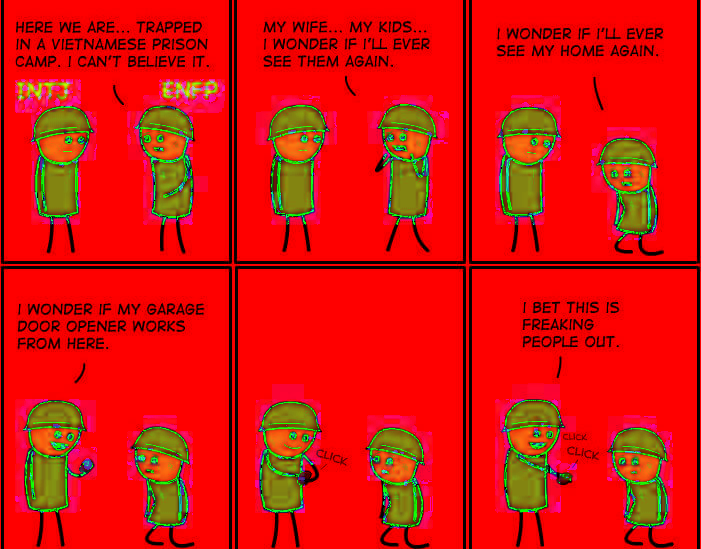 HERE WE ARE... TRAPPED
IN A VIETNAMESE PRISON
CAMP. I CAN'T BELIEVE IT.
INTJ
ENFP
MY WIFE... MY KIDS...
I WONDER IF I'LL EVER
SEE THEM AGAIN.
I WONDER IF I'LL EVER
SEE MY HOME AGAIN.
I WONDER IF MY GARAGE
DOOR OPENER WORKS
FROM HERE.
CLICK
I BET THIS IS
FREAKING
PEOPLE OUT.
CLICK
CLICK